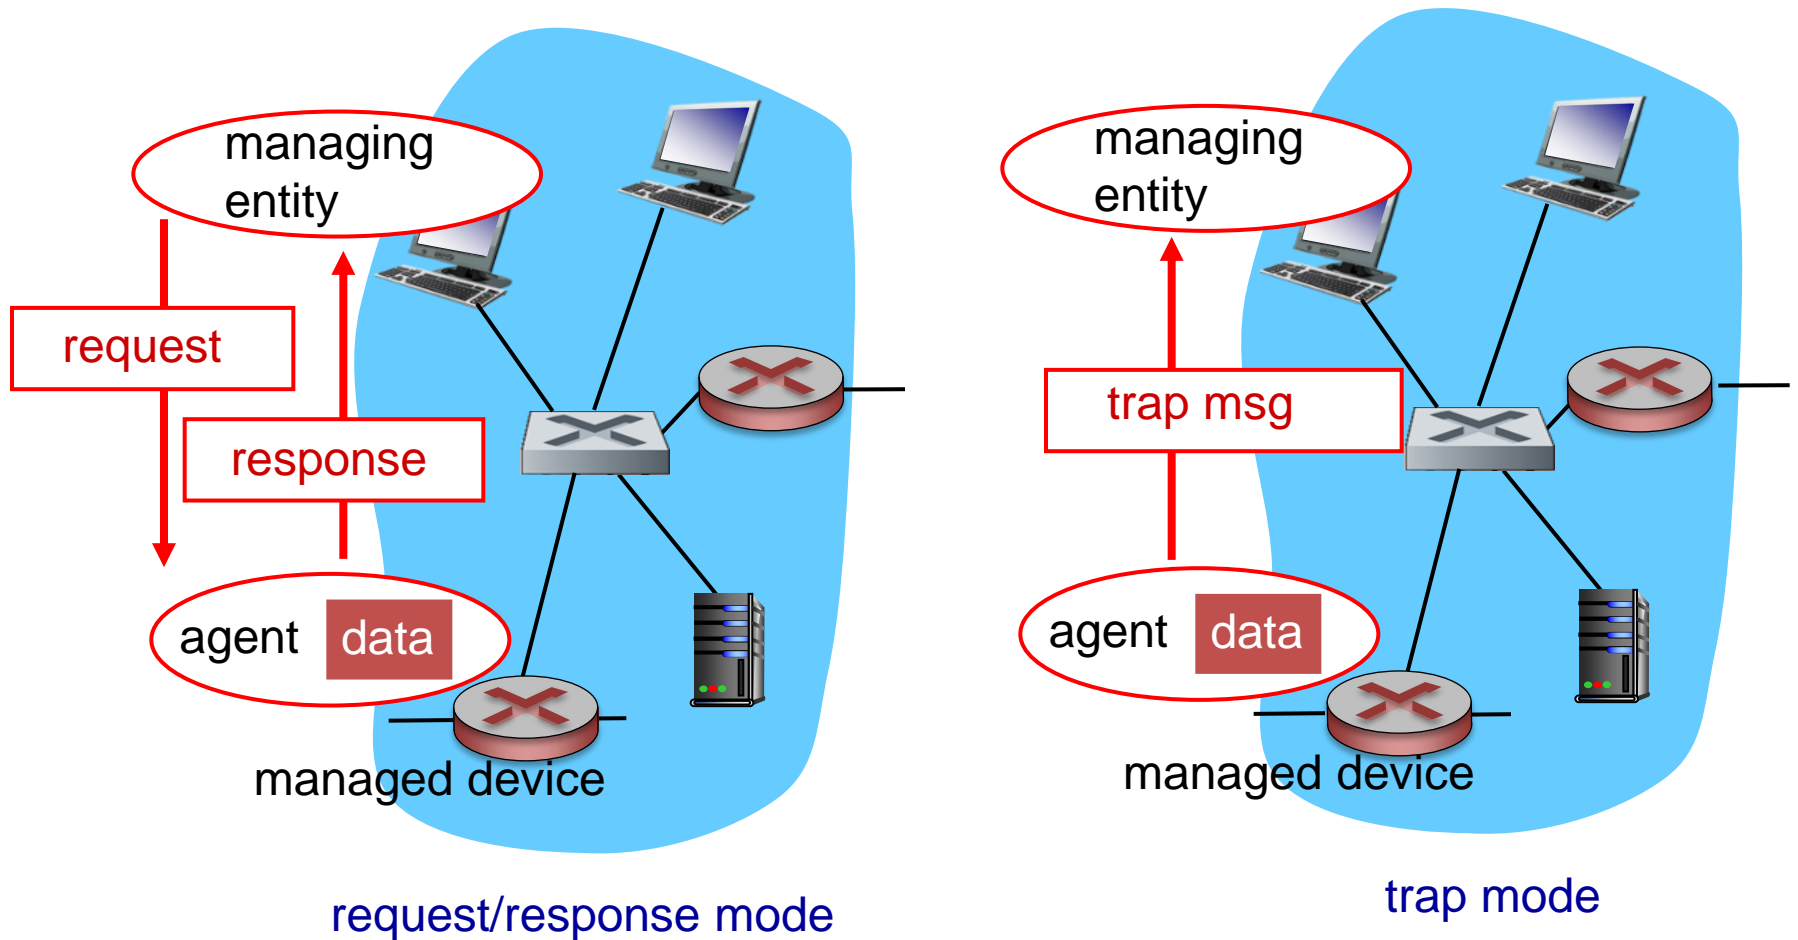 managing
entity
request
response
agent
data
managed device
request/response mode
managing
entity
trap msg
agent
data
managed device
trap mode